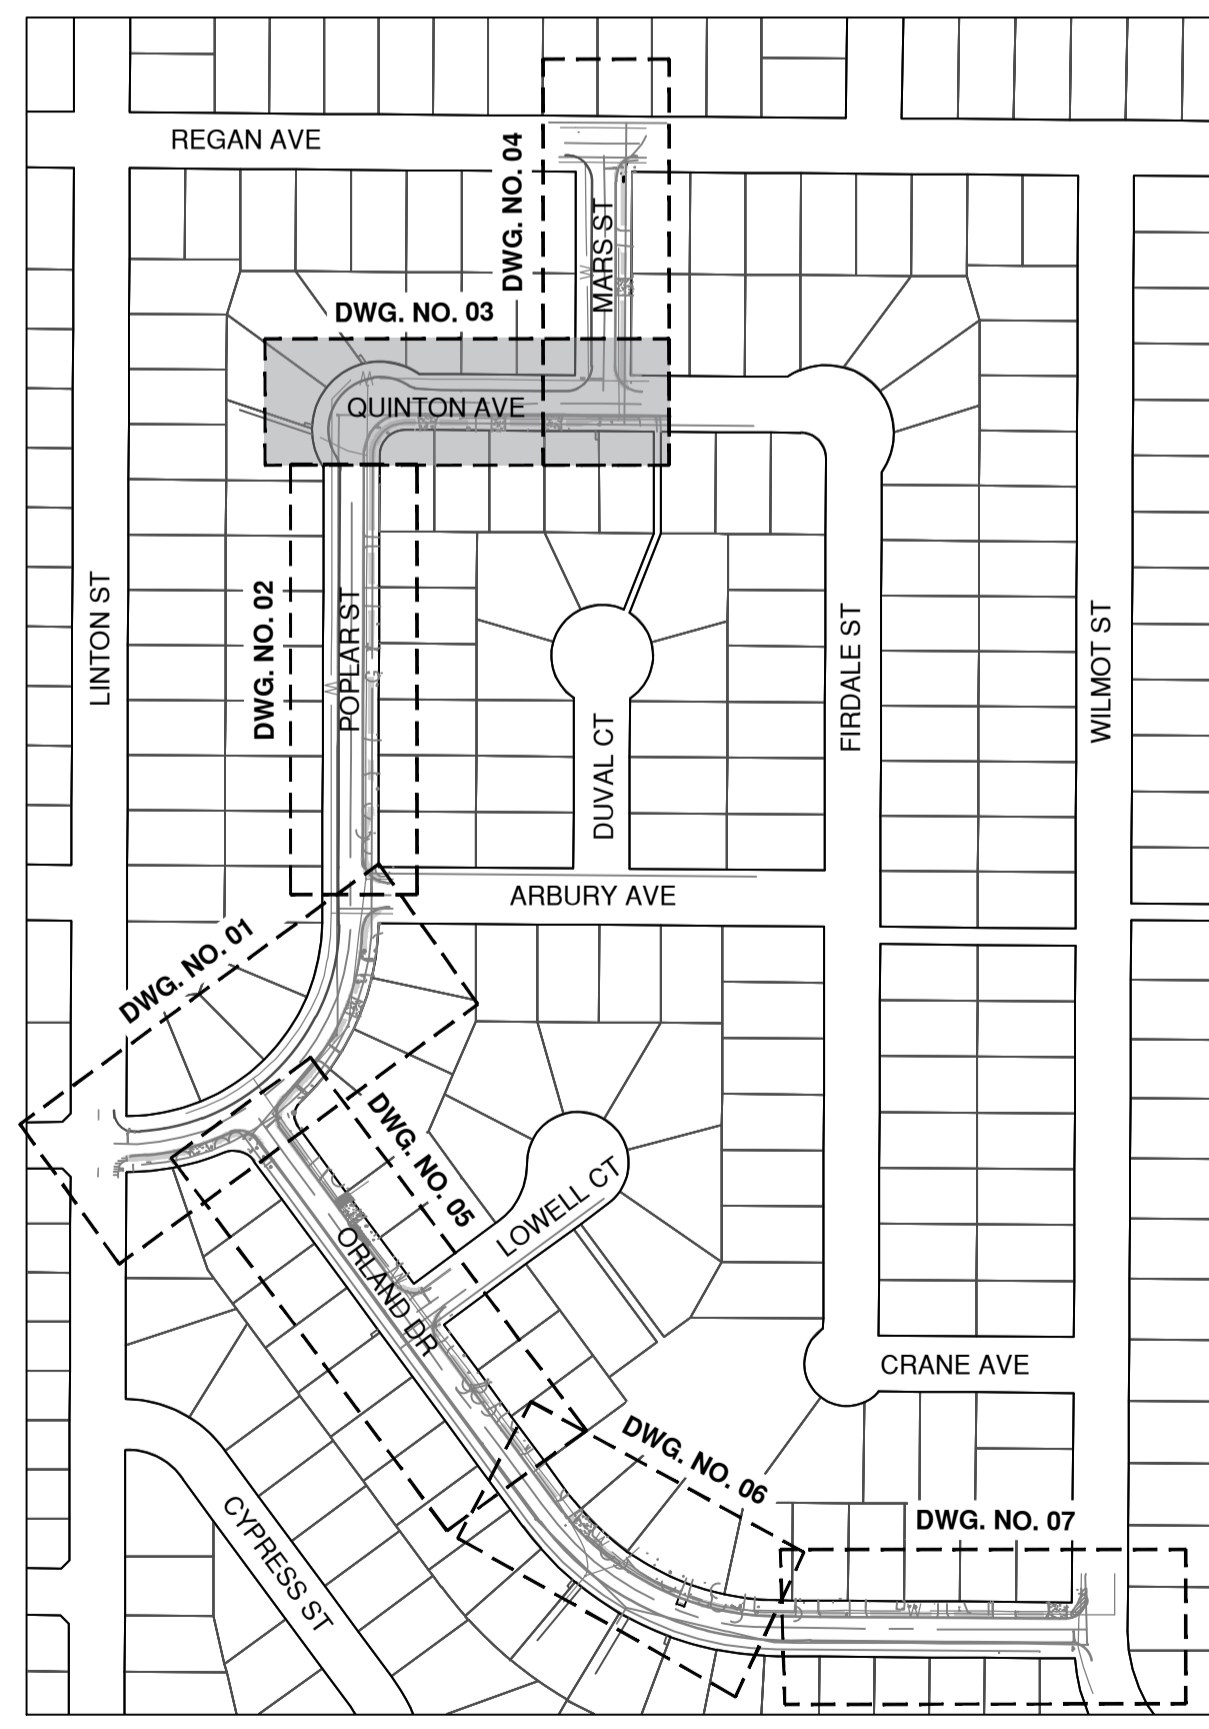 REGAN AVE
DWG. NO. 04
MARS ST
DWG. NO. 03
QUINTON AVE
LINTON ST
DWG. NO. 02
POPLAR ST
DUVAL CT
FIRDALE ST
WILMOT ST
ARBURY AVE
DWG. NO. 01
DWG. NO. 05
LOWELL CT
ORLAND DR
CRANE AVE
DWG. NO. 06
CYPRESS ST
DWG. NO. 07